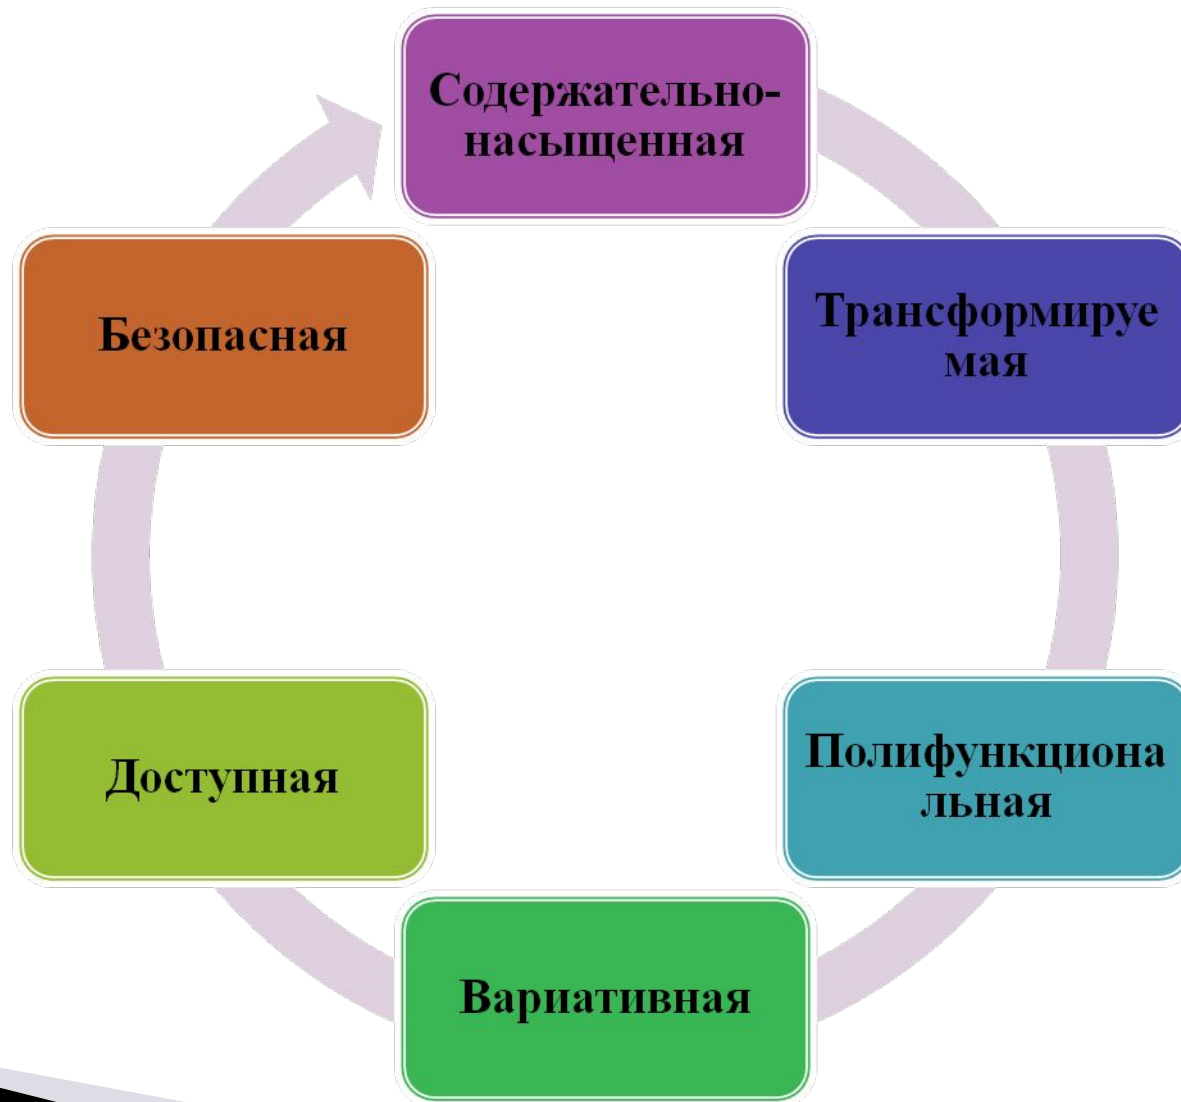 Содержательно-
насыщенная
Трансформируе
мая
Полифункциона
льная
Вариативная
Доступная
Безопасная